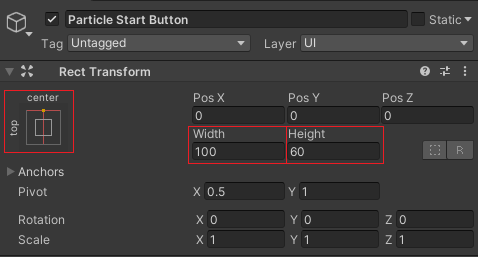 Particle Start Button Static
Tag Untagged Layer UI
Rect Transform
center
top
Pos X Pos Y Pos Z
0 0 0
Width Height
100 60
R
Anchors
Pivot X 0.5 Y 1
Rotation X 0 Y 0 Z 0
Scale X 1 Y 1 Z 1